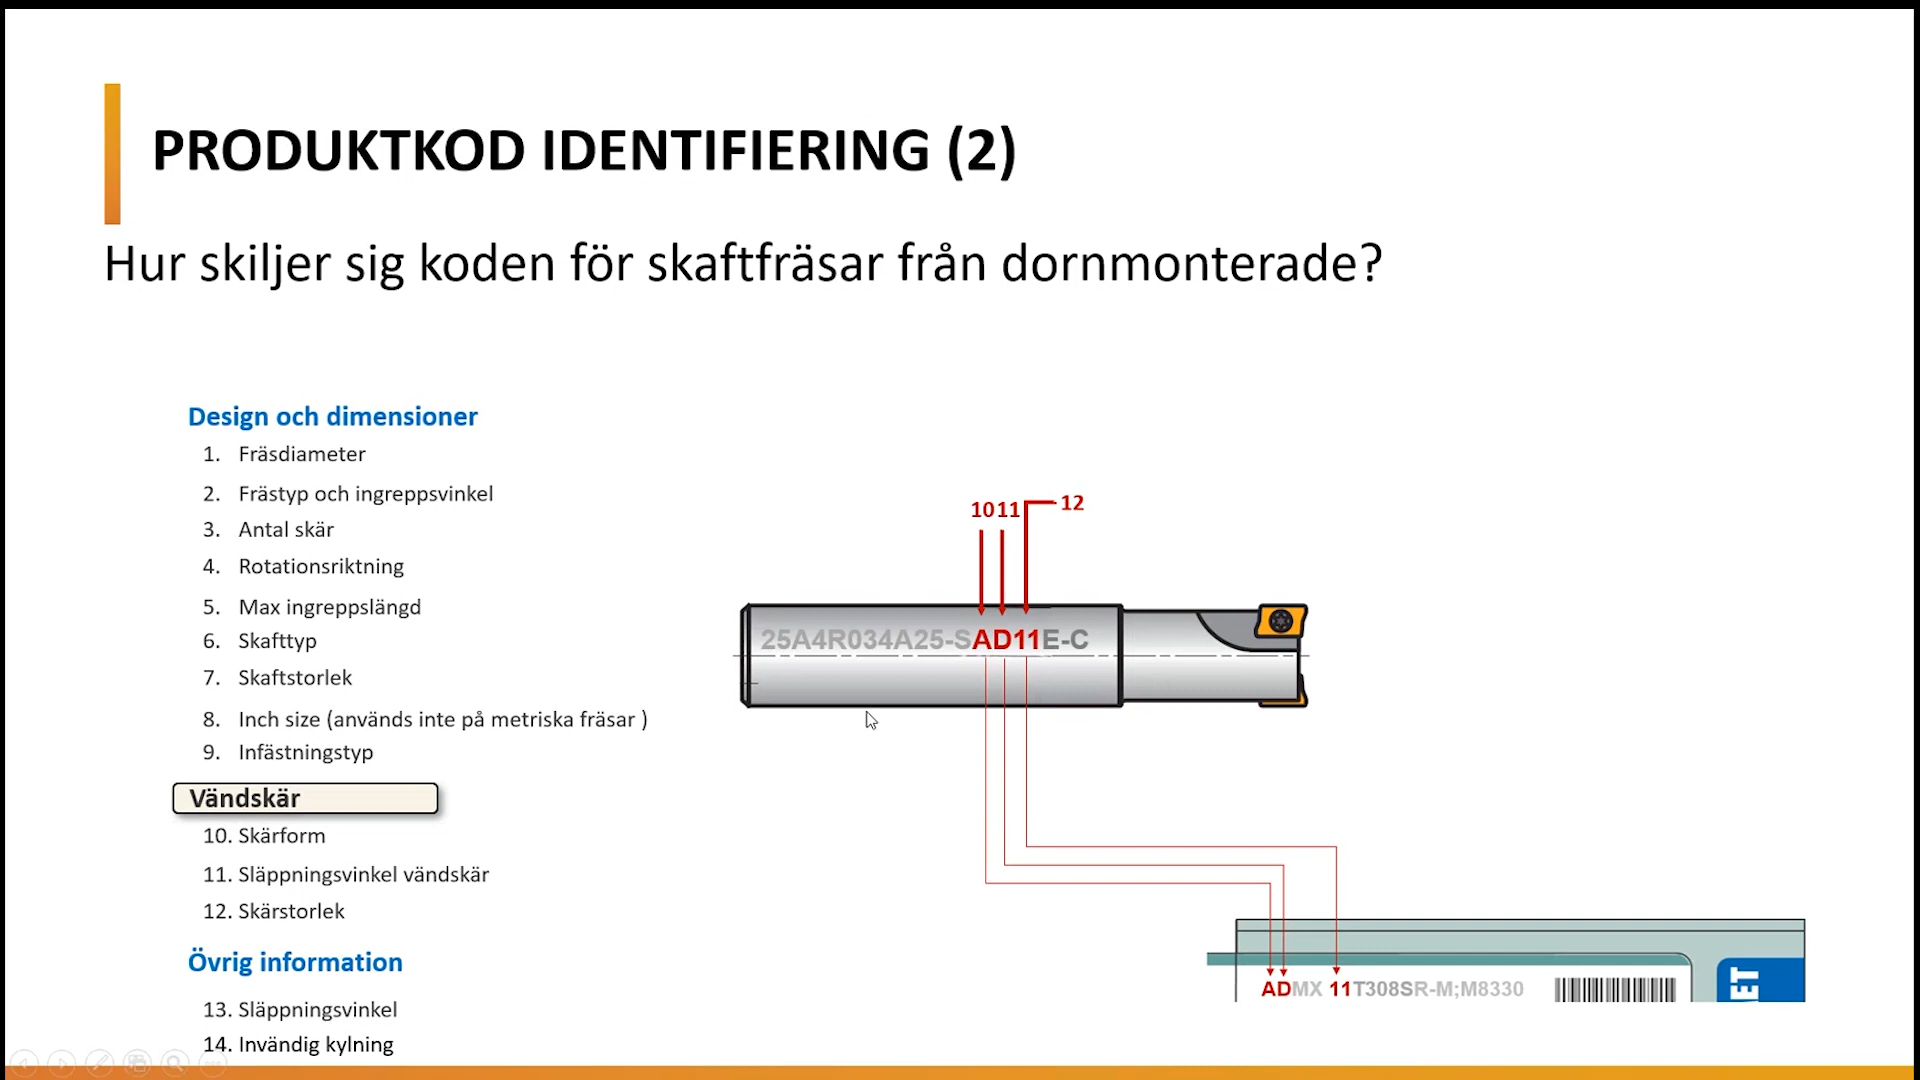 PRODUKTKOD IDENTIFIERING (2)
Hur skiljer sig koden för skaftfräsar från dornmonterade?
Design och dimensioner
1. Fräsdiameter
2. Frästyp och ingreppsvinkel
3. Antal skär
4. Rotationsriktning
5. Max ingreppslängd
6. Skafttyp
7. Skaftstorlek
8. Inch size (används inte på metriska fräsar )
9. Infästningstyp
Vändskär
10. Skärform
11. Släppningsvinkel vändskär
12. Skärstorlek
Övrig information
13. Släppningsvinkel
14. Invändig kylning
10 11 12
25A4R034A25-SAD11E-C
ADMX 11T308SR-M;M8330
ET